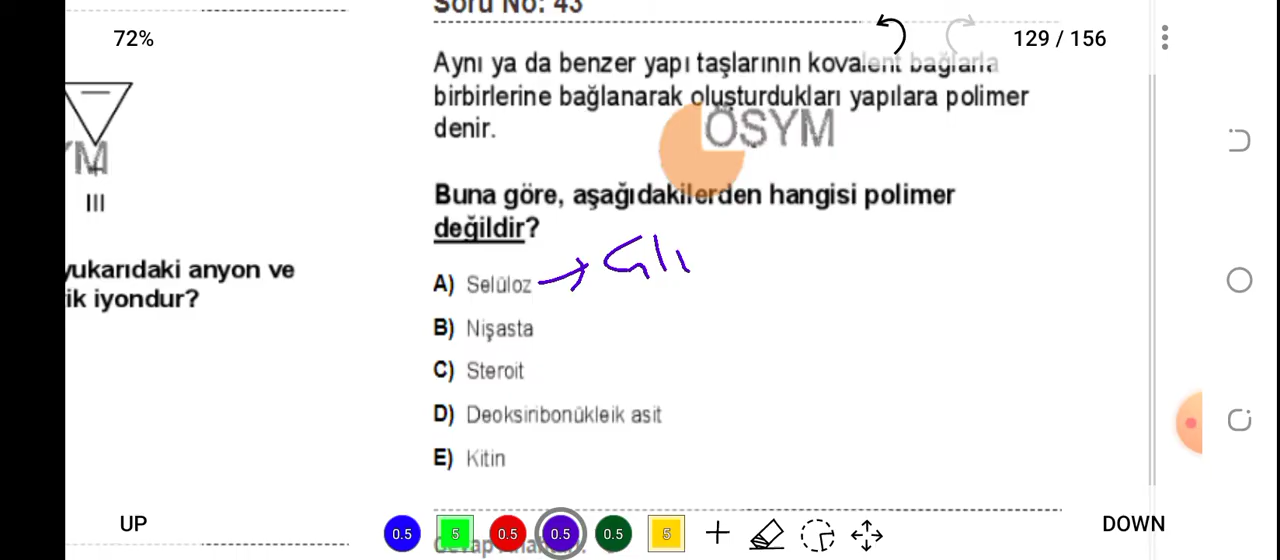 Soru No: 43
72%
129 / 156
Aynı ya da benzer yapı taşlarının kovalent bağlarla
birbirlerine bağlanarak oluşturdukları yapılara polimer
denir.
ÖSYM
YM
III
Buna göre, aşağıdakilerden hangisi polimer
değildir?
yukarıdaki anyon ve
ik iyondur?
A) Selüloz
B) Nişasta
C) Steroit
D) Deoksiribonükleik asit
E) Kitin
UP
0.5 5 0.5 0.5 0.5 5
DOWN